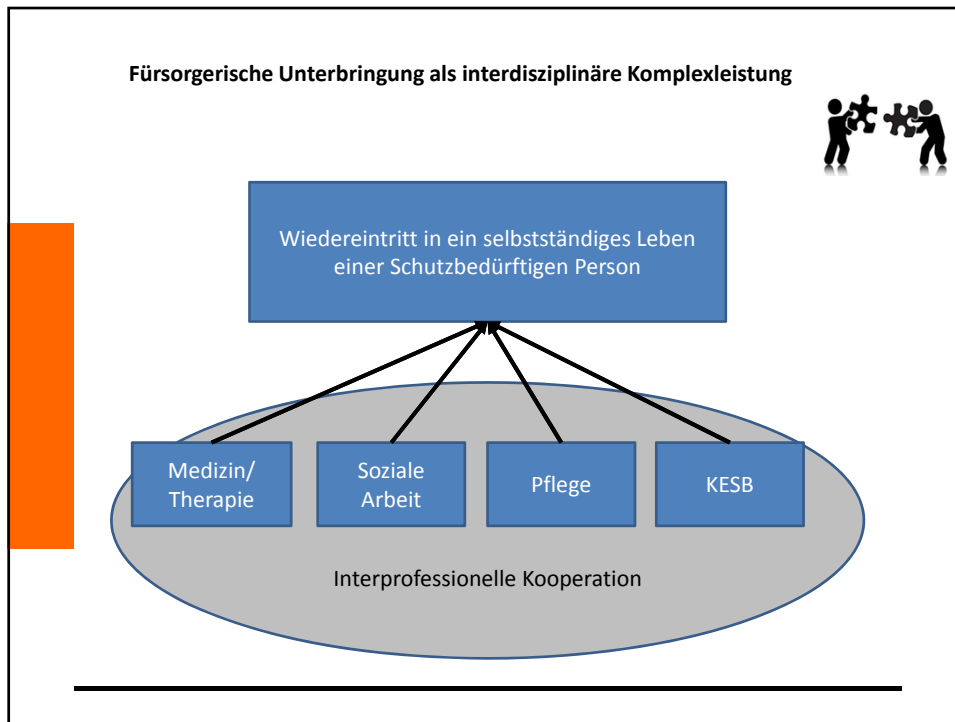 Fürsorgerische Unterbringung als interdisziplinäre Komplexleistung
Wiedereintritt in ein selbstständiges Leben
einer Schutzbedürftigen Person
Medizin/
Therapie
Soziale
Arbeit
Pflege
KESB
Interprofessionelle Kooperation